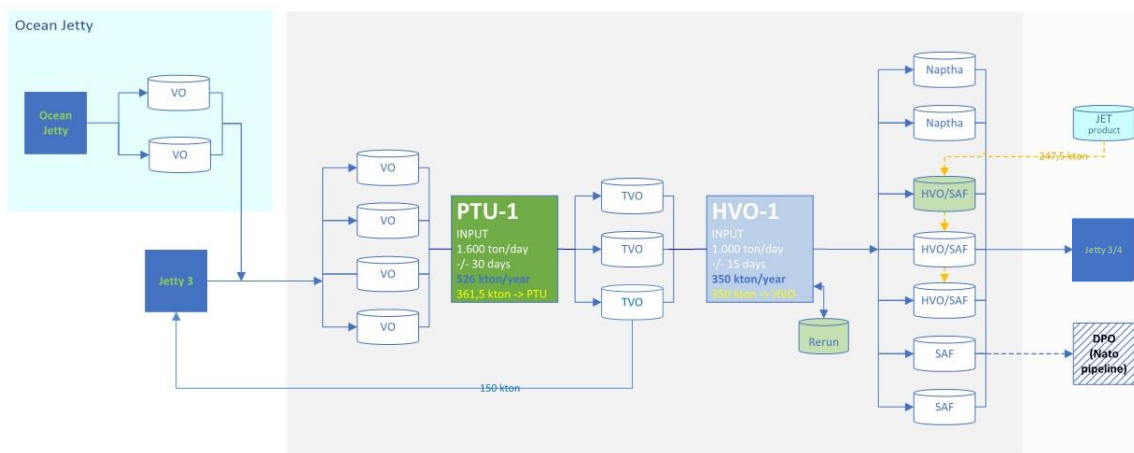 Ocean Jetty
Ocean
Jetty
VO
VO
Jetty 3
VO
VO
VO
VO
PTU-1
INPUT
1.600 ton/day
-/- 30 days
526 kton/year
361,5 kton -> PTU
TVO
TVO
TVO
150 kton
HVO-1
INPUT
1.000 ton/day
-/- 15 days
350 kton/year
350 kton -> HVO
Rerun
Naptha
Naptha
HVO/SAF
HVO/SAF
HVO/SAF
SAF
SAF
JET
product
247,5 kton
Jetty 3/4
DPO
(Nato
pipeline)